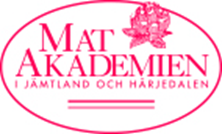 MAT
AKADEMIEN
I JÄMTLAND OCH HÄRJEDALEN